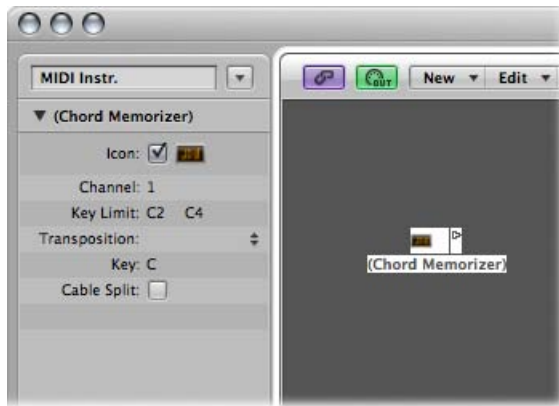 MIDI Instr.
OUT New Edit
(Chord Memorizer)
Icon:
Channel: 1
Key Limit: C2 C4
Transposition:
Key: C
Cable Split:
(Chord Memorizer)